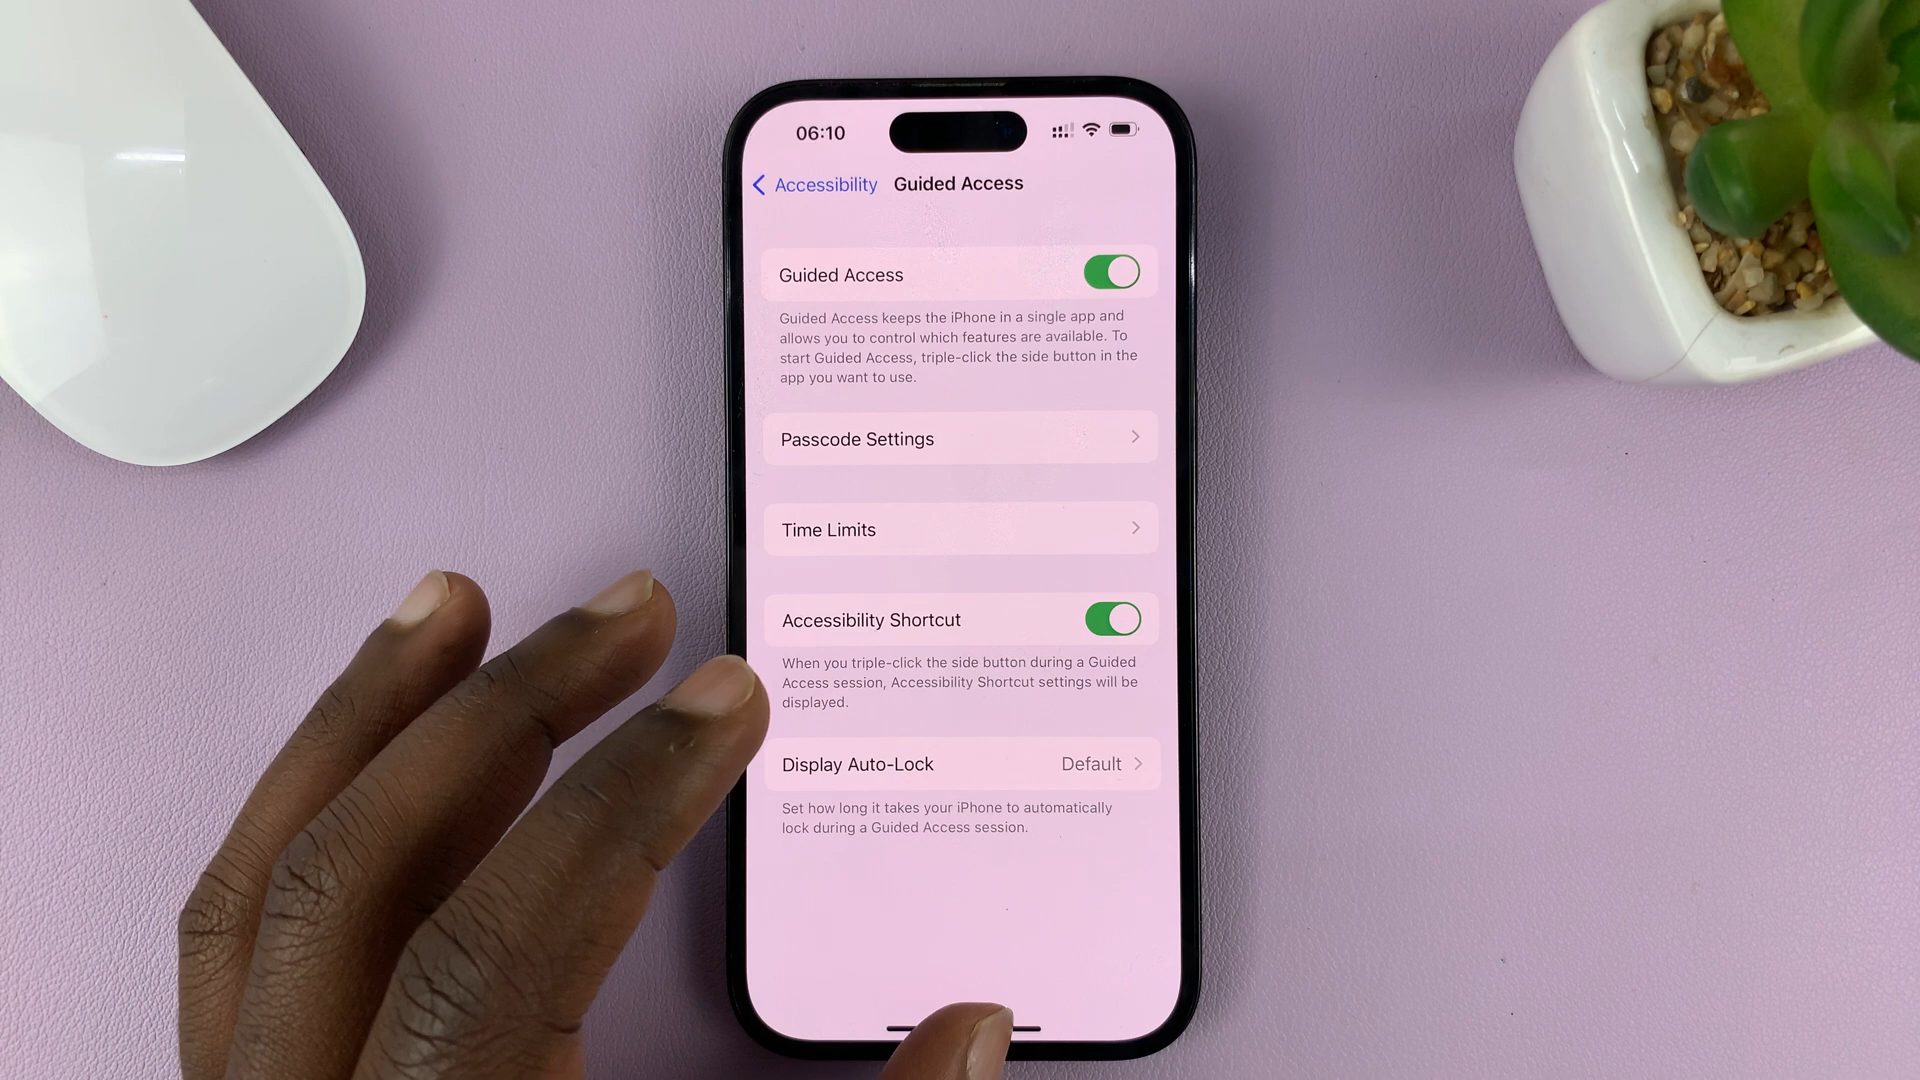 06:10
Accessibility Guided Access
Guided Access
Guided Access keeps the iPhone in a single app and
allows you to control which features are available. To
start Guided Access, triple-click the side button in the
app you want to use.
Passcode Settings
Time Limits
Accessibility Shortcut
When you triple-click the side button during a Guided
Access session, Accessibility Shortcut settings will be
displayed.
Display Auto-Lock Default
Set how long it takes your iPhone to automatically
lock during a Guided Access session.